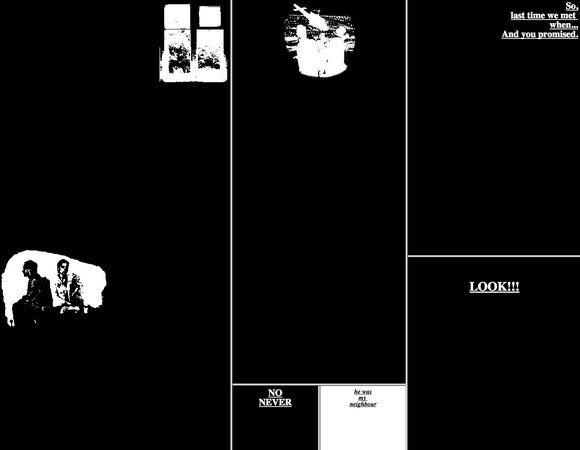 So,
last time we met
when...
And you promised.
LOOK!!!
NO
NEVER
he was
my
neighbour